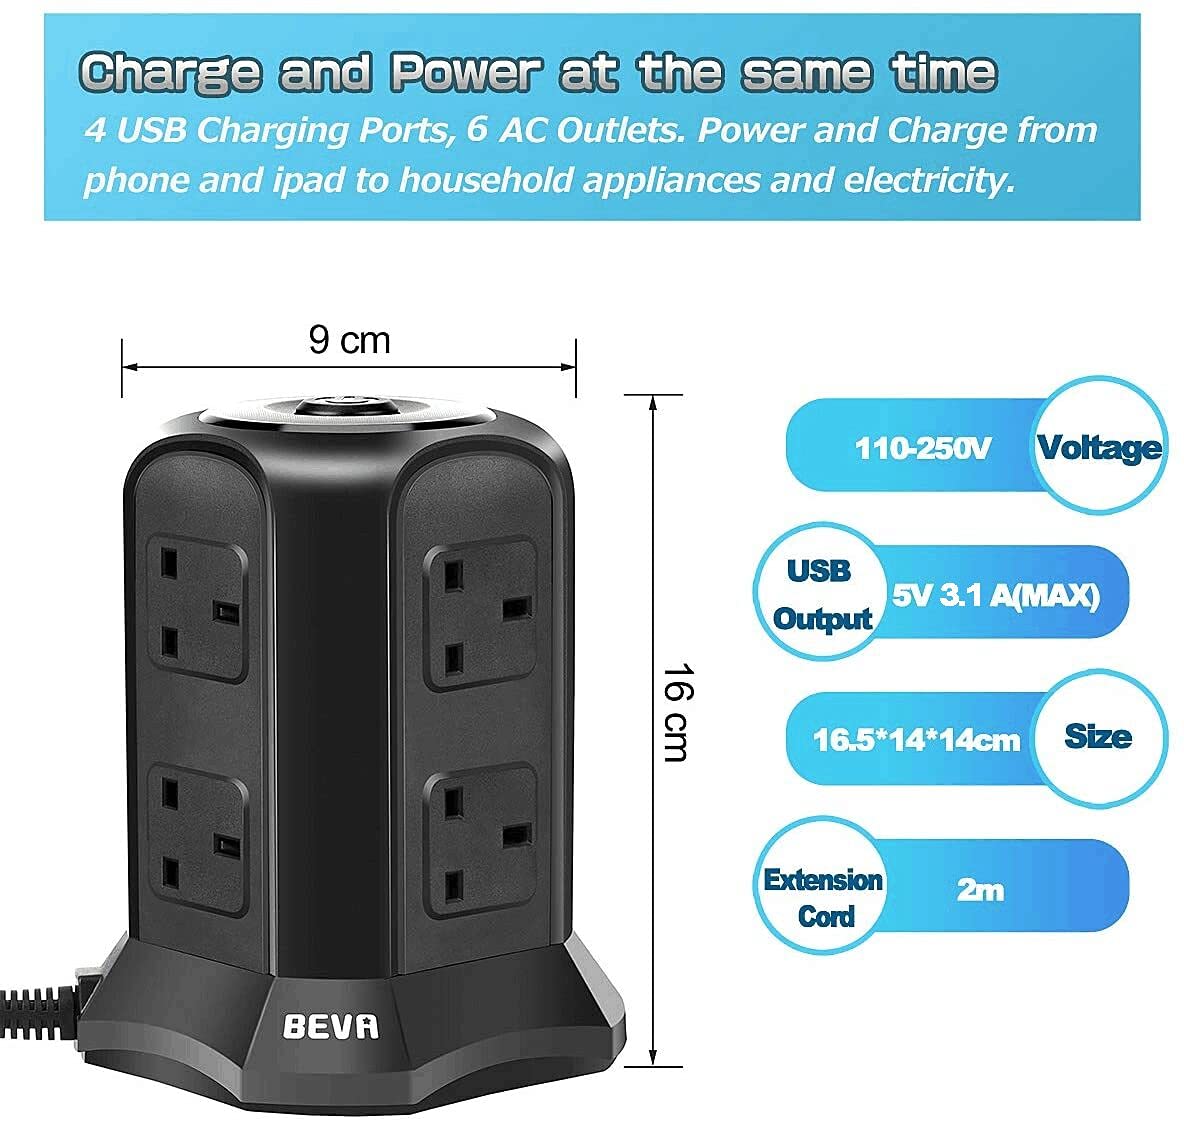 Charge and Power at the same time
4 USB Charging Ports, 6 AC Outlets. Power and Charge from
phone and ipad to household appliances and electricity.
9 cm
16 cm
BEVA
110-250V Voltage
USB
Output
5V 3.1 A(MAX)
16.5*14*14cm Size
Extension
Cord
2m